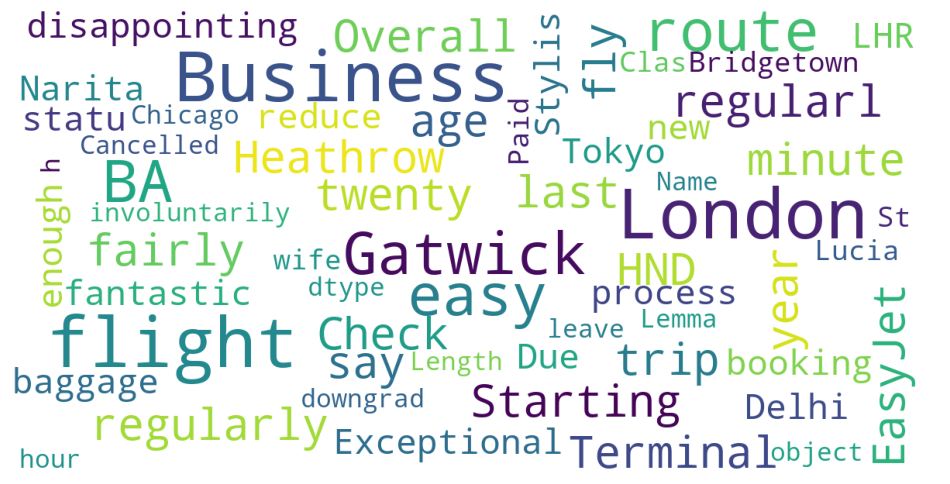 disappointing
Overall
Stylis
fly
route
LHR
Business
Clas
Bridgetown
Narita
regularl
statu
Chicago
reduce
age
Paid
new
Cancelled
Heathrow
Tokyo
minute
h
BA
twenty
last
Name
London
St
involuntarily
enough
fairly
wife
Gatwick
HND
year
Lucia
fantastic
dtype
easy
process
EasyJet
flight
Check
leave
Lemma
say
Length
Due
trip
booking
baggage
downgrad
Starting
Delhi
regularly
Exceptional
Terminal
object
hour